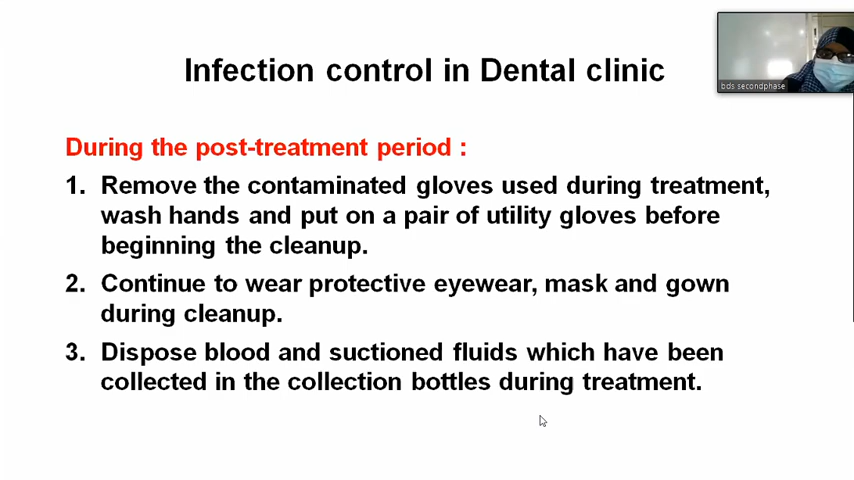 Infection control in Dental clinic
bds secondphase
During the post-treatment period :
1. Remove the contaminated gloves used during treatment,
wash hands and put on a pair of utility gloves before
beginning the cleanup.
2. Continue to wear protective eyewear, mask and gown
during cleanup.
3. Dispose blood and suctioned fluids which have been
collected in the collection bottles during treatment.